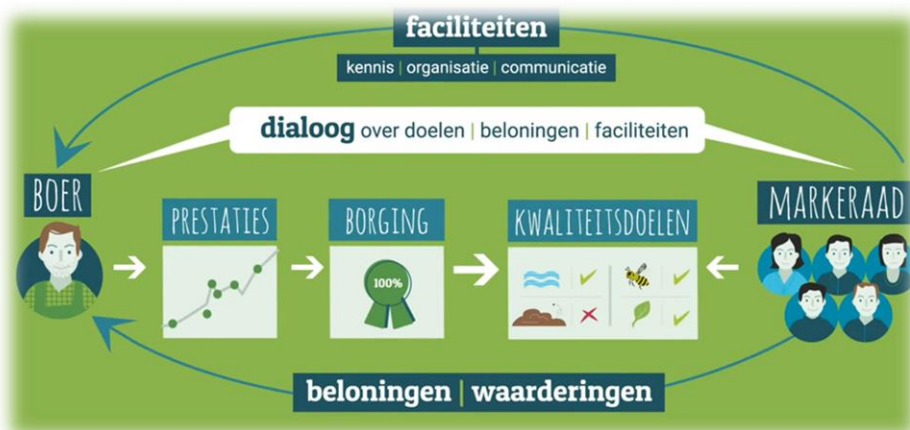 faciliteiten
kennis | organisatie | communicatie
dialoog over doelen | beloningen | faciliteiten
BOER
MARKERAAD
PRESTATIES
BORGING
KWALITEITSDOELEN
100%
beloningen | waarderingen